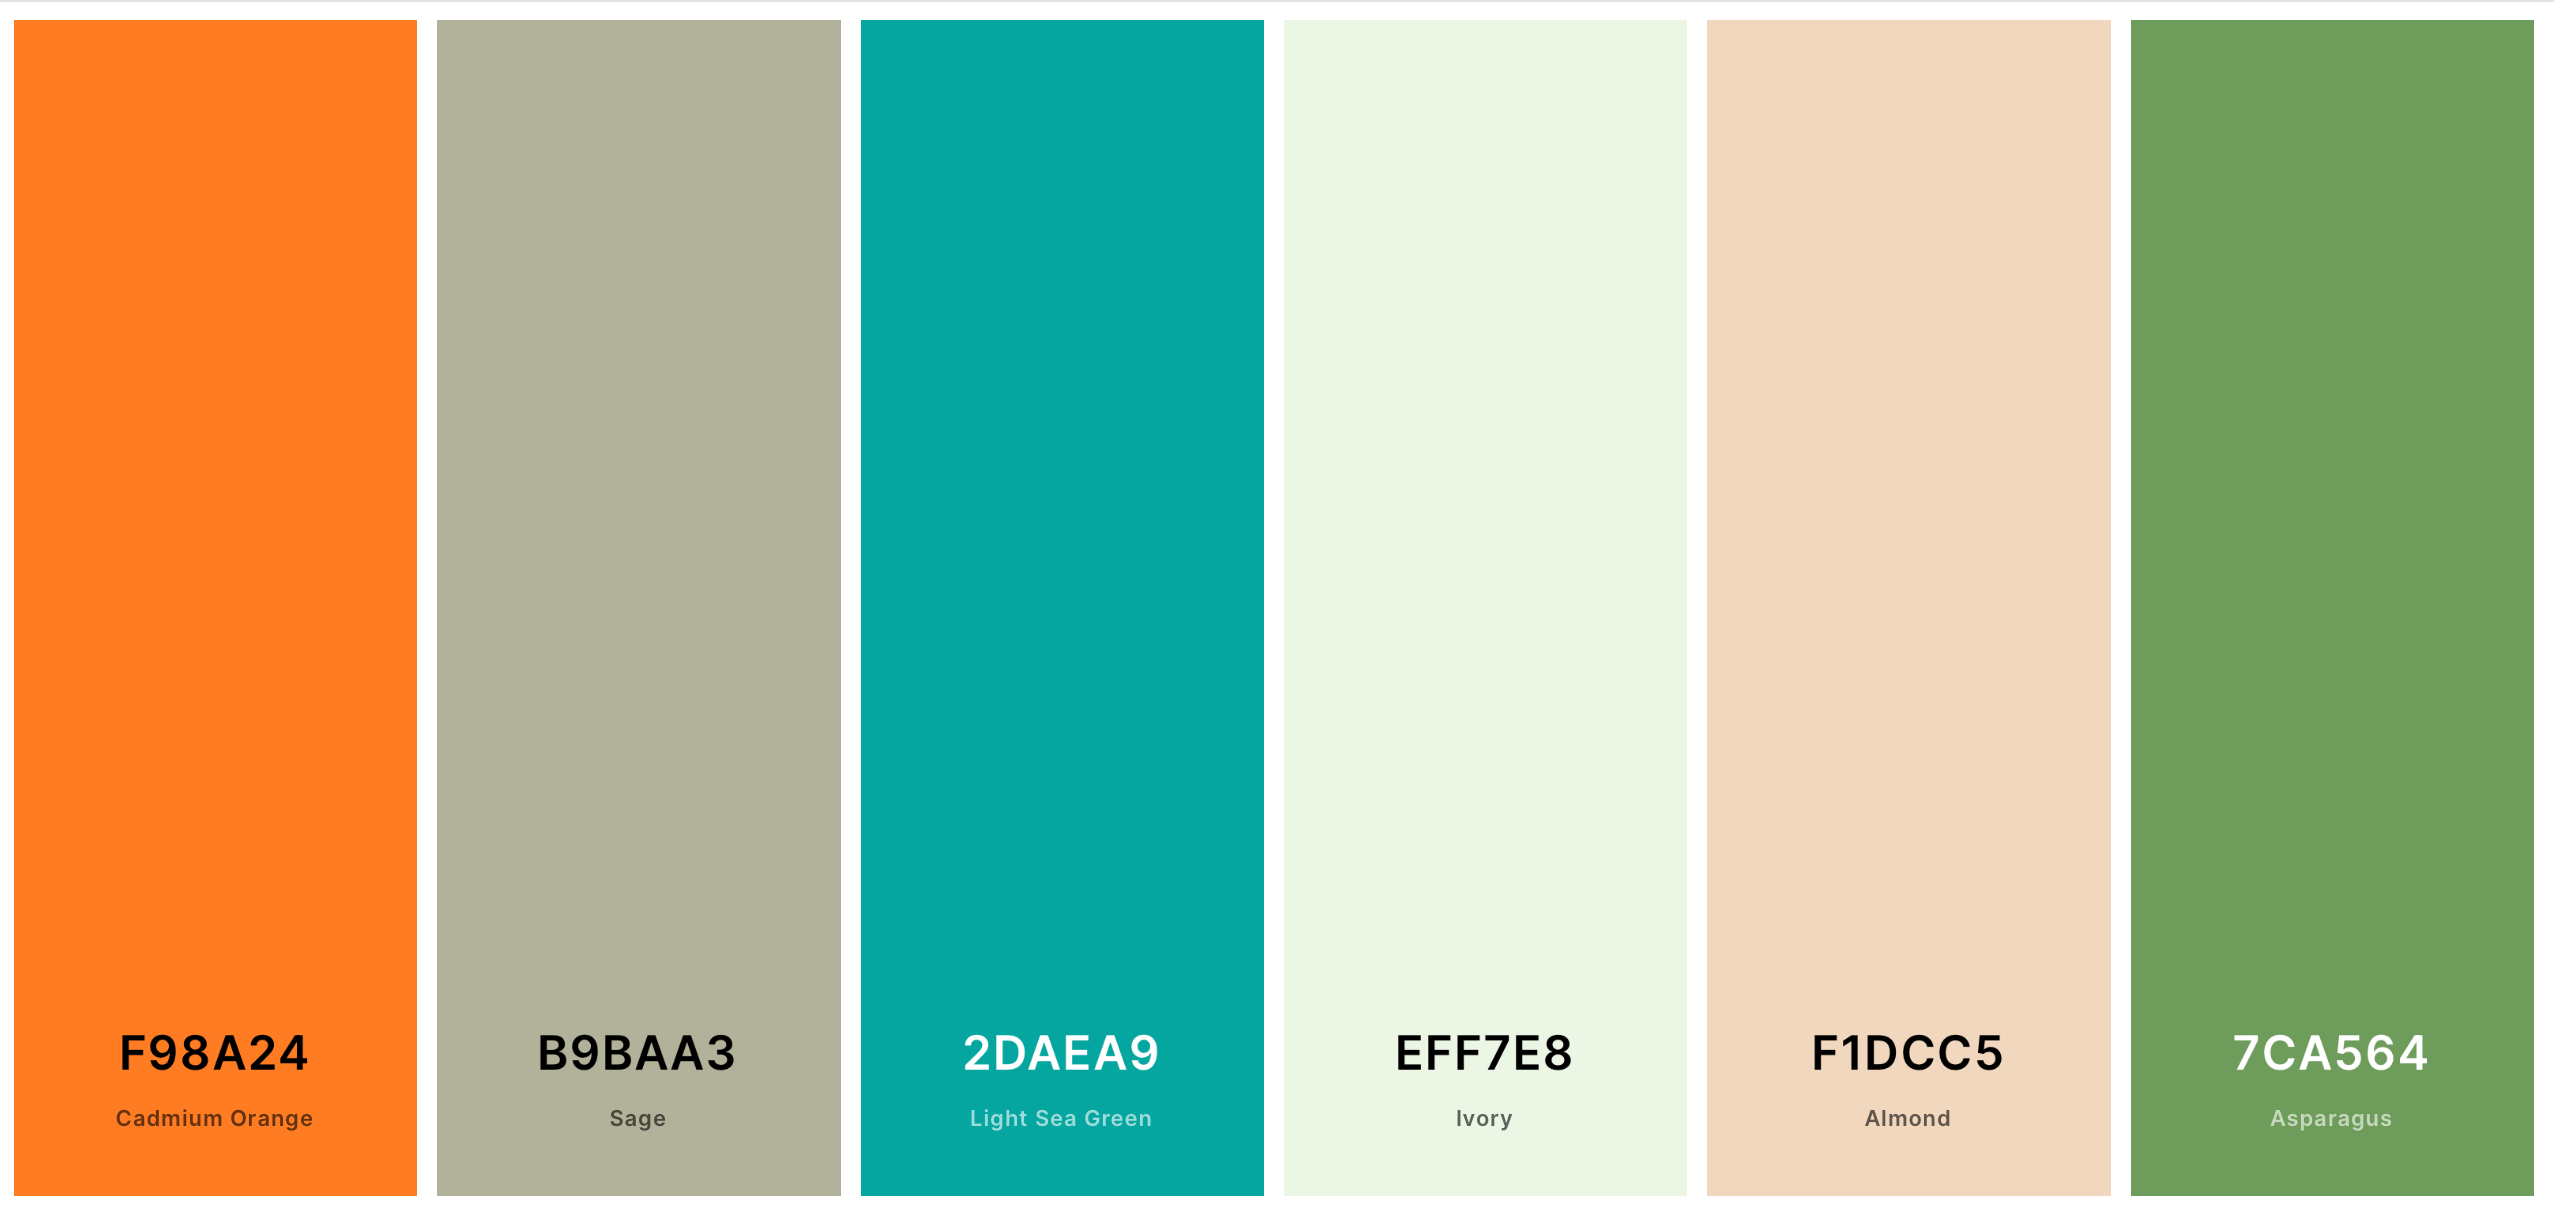 F98A24
Cadmium Orange
B9BAA3
Sage
2DAEA9
Light Sea Green
EFF7E8
Ivory
F1DCC5
Almond
7CA564
Asparagus